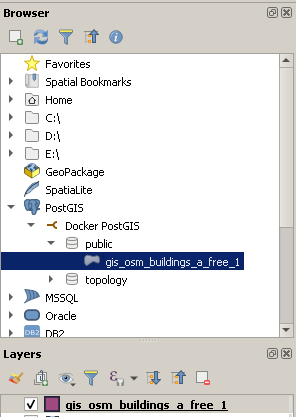 Browser
Favorites
Spatial Bookmarks
Home
C:\
D:\
E:\
GeoPackage
SpatiaLite
PostGIS
Docker PostGIS
public
gis_osm_buildings_a_free_1
topology
MSSQL
Oracle
DB2
Layers
gis_osm_buildings_a_free_1